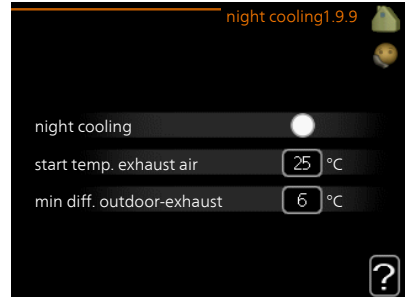 night cooling1.9.9
night cooling
start temp. exhaust air 25 °C
min diff. outdoor-exhaust 6 °C
?